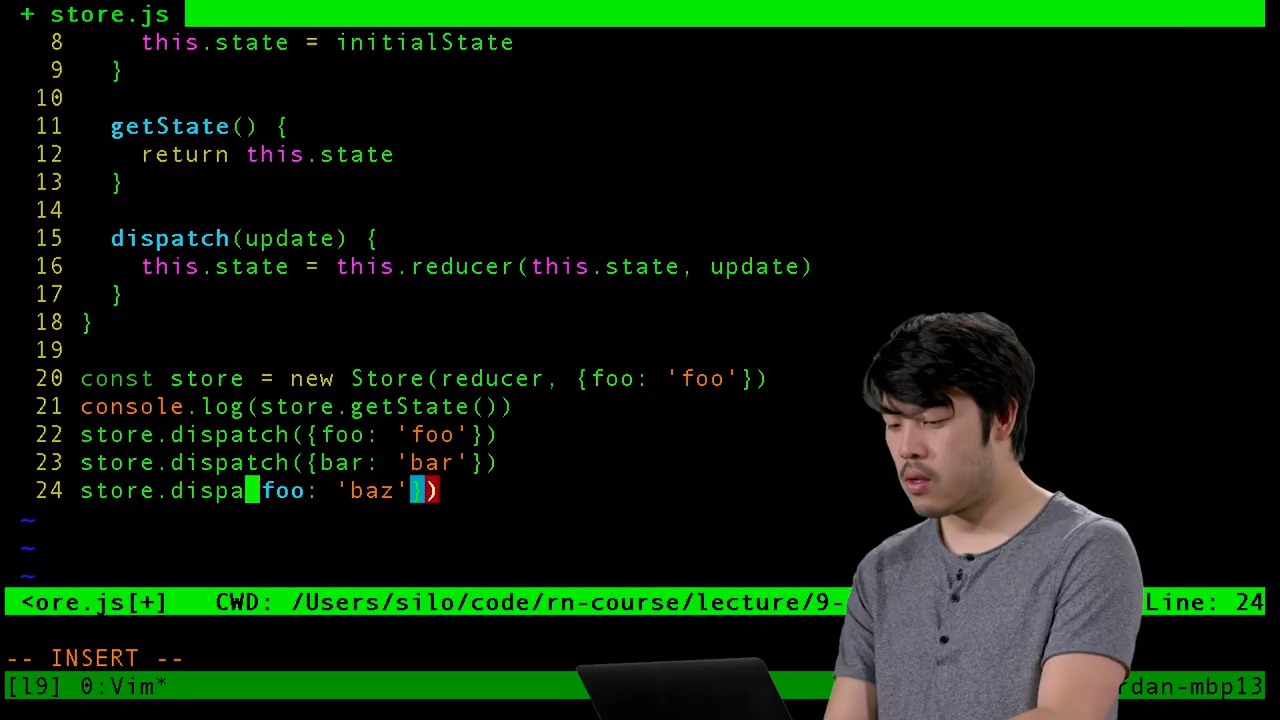 + store.js
8 this.state = initialState
9 }
10
11 getState() {
12 return this.state
13 }
14
15 dispatch(update) {
16 this.state = this.reducer(this.state, update)
17 }
18 }
19
20 const store = new Store(reducer, {foo: 'foo'})
21 console.log(store.getState())
22 store.dispatch({foo: 'foo'})
23 store.dispatch({bar: 'bar'})
24 store.dispa foo: 'baz'})
~
~
~
<ore.js[+] CWD: /Users/silo/code/rn-course/lecture/9- Line: 24
-- INSERT --
[l9] 0:Vim* rdan-mbp13